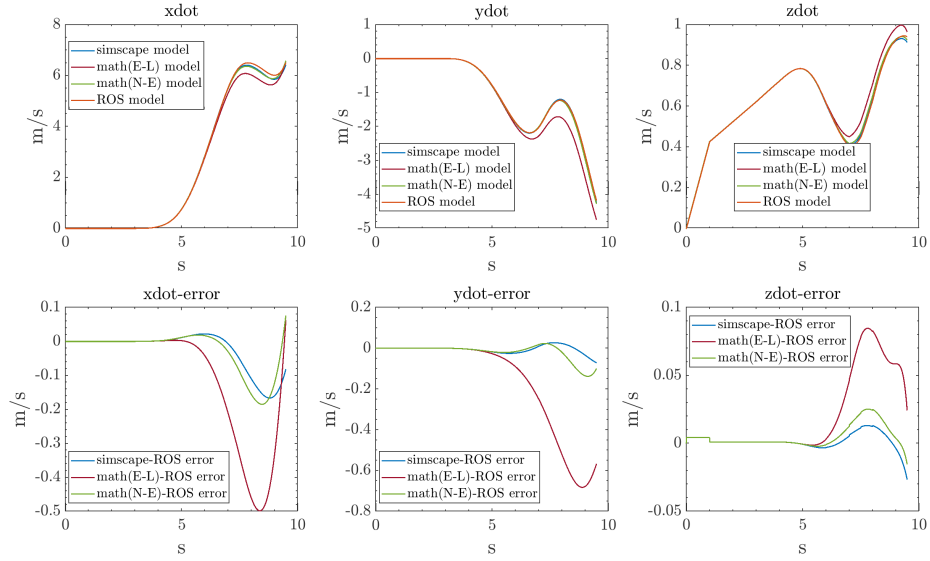 xdot
8
6
4
2
0
m/s
simscape model
math(E-L) model
math(N-E) model
ROS model
0
5
10
s
ydot
1
0
-1
-2
-3
-4
-5
m/s
simscape model
math(E-L) model
math(N-E) model
ROS model
0
5
10
s
zdot
1
0.8
0.6
0.4
0.2
0
m/s
simscape model
math(E-L) model
math(N-E) model
ROS model
0
5
10
s
xdot-error
0.1
0
-0.1
-0.2
-0.3
-0.4
-0.5
m/s
simscape-ROS error
math(E-L)-ROS error
math(N-E)-ROS error
0
5
10
s
ydot-error
0.2
0
-0.2
-0.4
-0.6
-0.8
m/s
simscape-ROS error
math(E-L)-ROS error
math(N-E)-ROS error
0
5
10
s
zdot-error
0.1
0.05
0
-0.05
m/s
simscape-ROS error
math(E-L)-ROS error
math(N-E)-ROS error
0
5
10
s